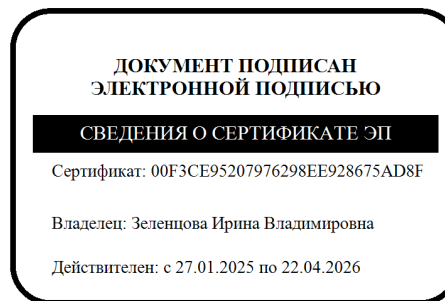 ДОКУМЕНТ ПОДПИСАН
ЭЛЕКТРОННОЙ ПОДПИСЬЮ
СВЕДЕНИЯ О СЕРТИФИКАТЕ ЭП
Сертификат: 00F3CE95207976298EE928675AD8F
Владелец: Зеленцова Ирина Владимировна
Действителен: с 27.01.2025 по 22.04.2026